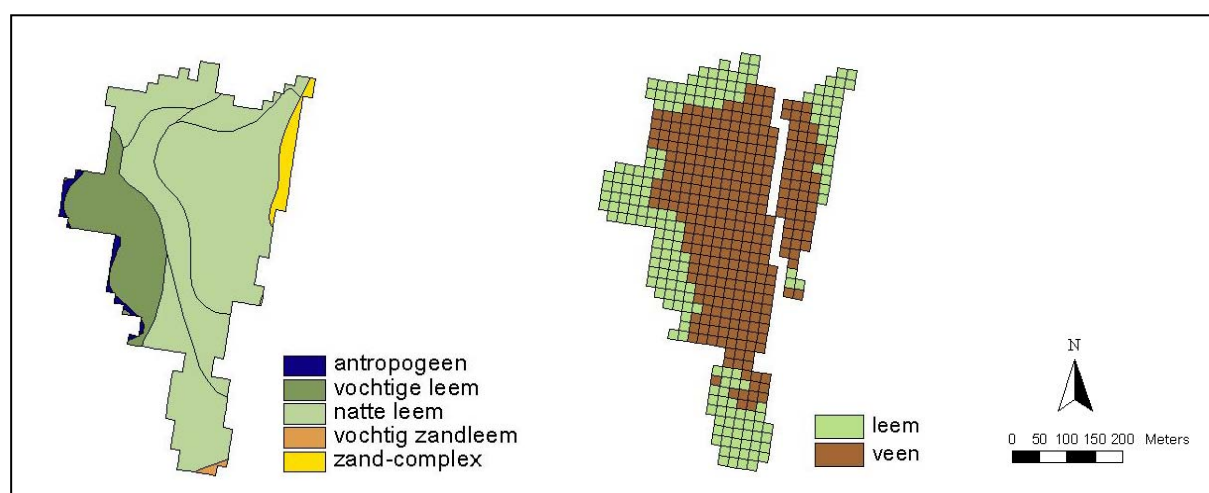 antropogeen
vochtige leem
natte leem
vochtig zandleem
zand-complex
leem
veen
N
0 50 100 150 200 Meters